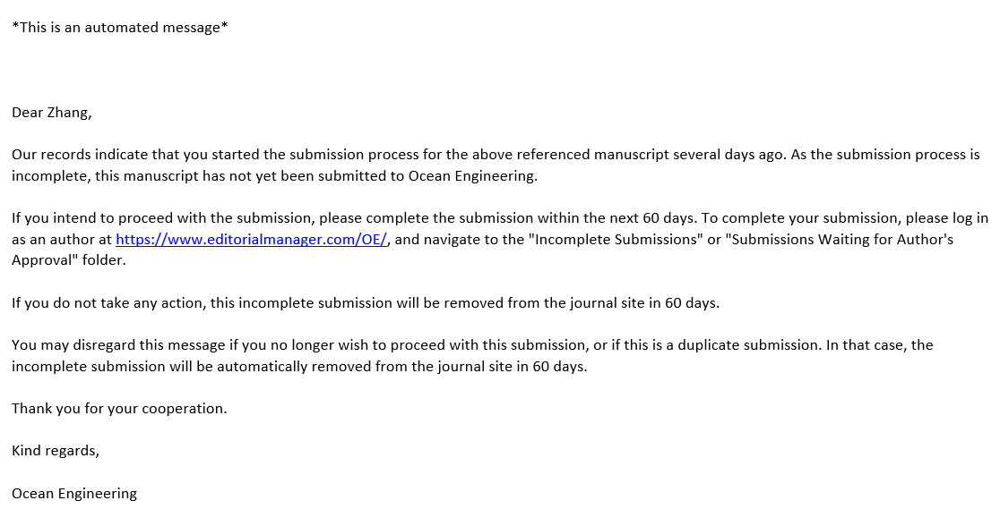 *This is an automated message*
Dear Zhang,
Our records indicate that you started the submission process for the above referenced manuscript several days ago. As the submission process is
incomplete, this manuscript has not yet been submitted to Ocean Engineering.
If you intend to proceed with the submission, please complete the submission within the next 60 days. To complete your submission, please log in
as an author at https://www.editorialmanager.com/OE/, and navigate to the "Incomplete Submissions" or "Submissions Waiting for Author's
Approval" folder.
If you do not take any action, this incomplete submission will be removed from the journal site in 60 days.
You may disregard this message if you no longer wish to proceed with this submission, or if this is a duplicate submission. In that case, the
incomplete submission will be automatically removed from the journal site in 60 days.
Thank you for your cooperation.
Kind regards,
Ocean Engineering